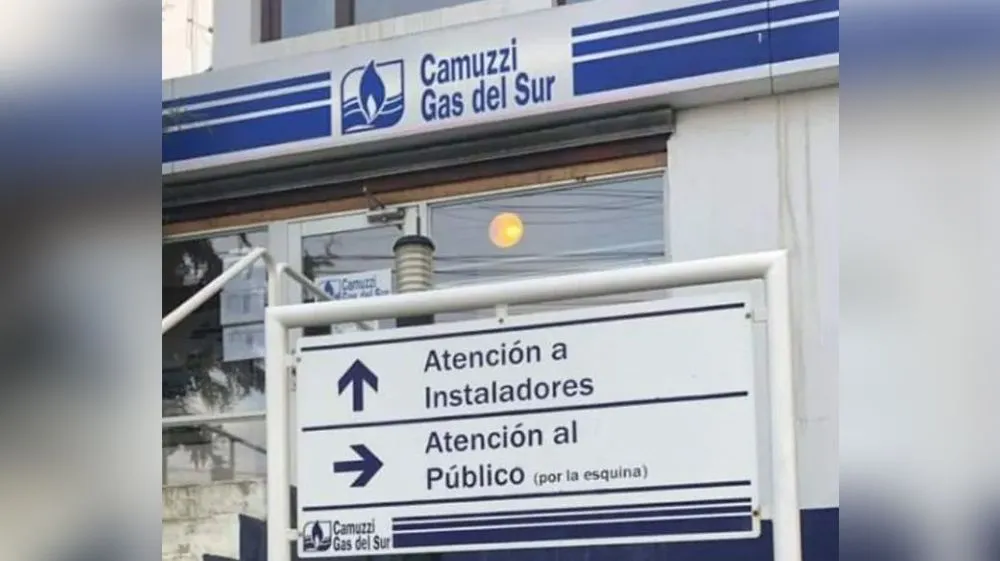 Camuzzi
Gas del Sur
Camuzzi
Gas del Sur
Atención a
Instaladores
Atención al
Público (por la esquina)
Camuzzi
Gas del Sur